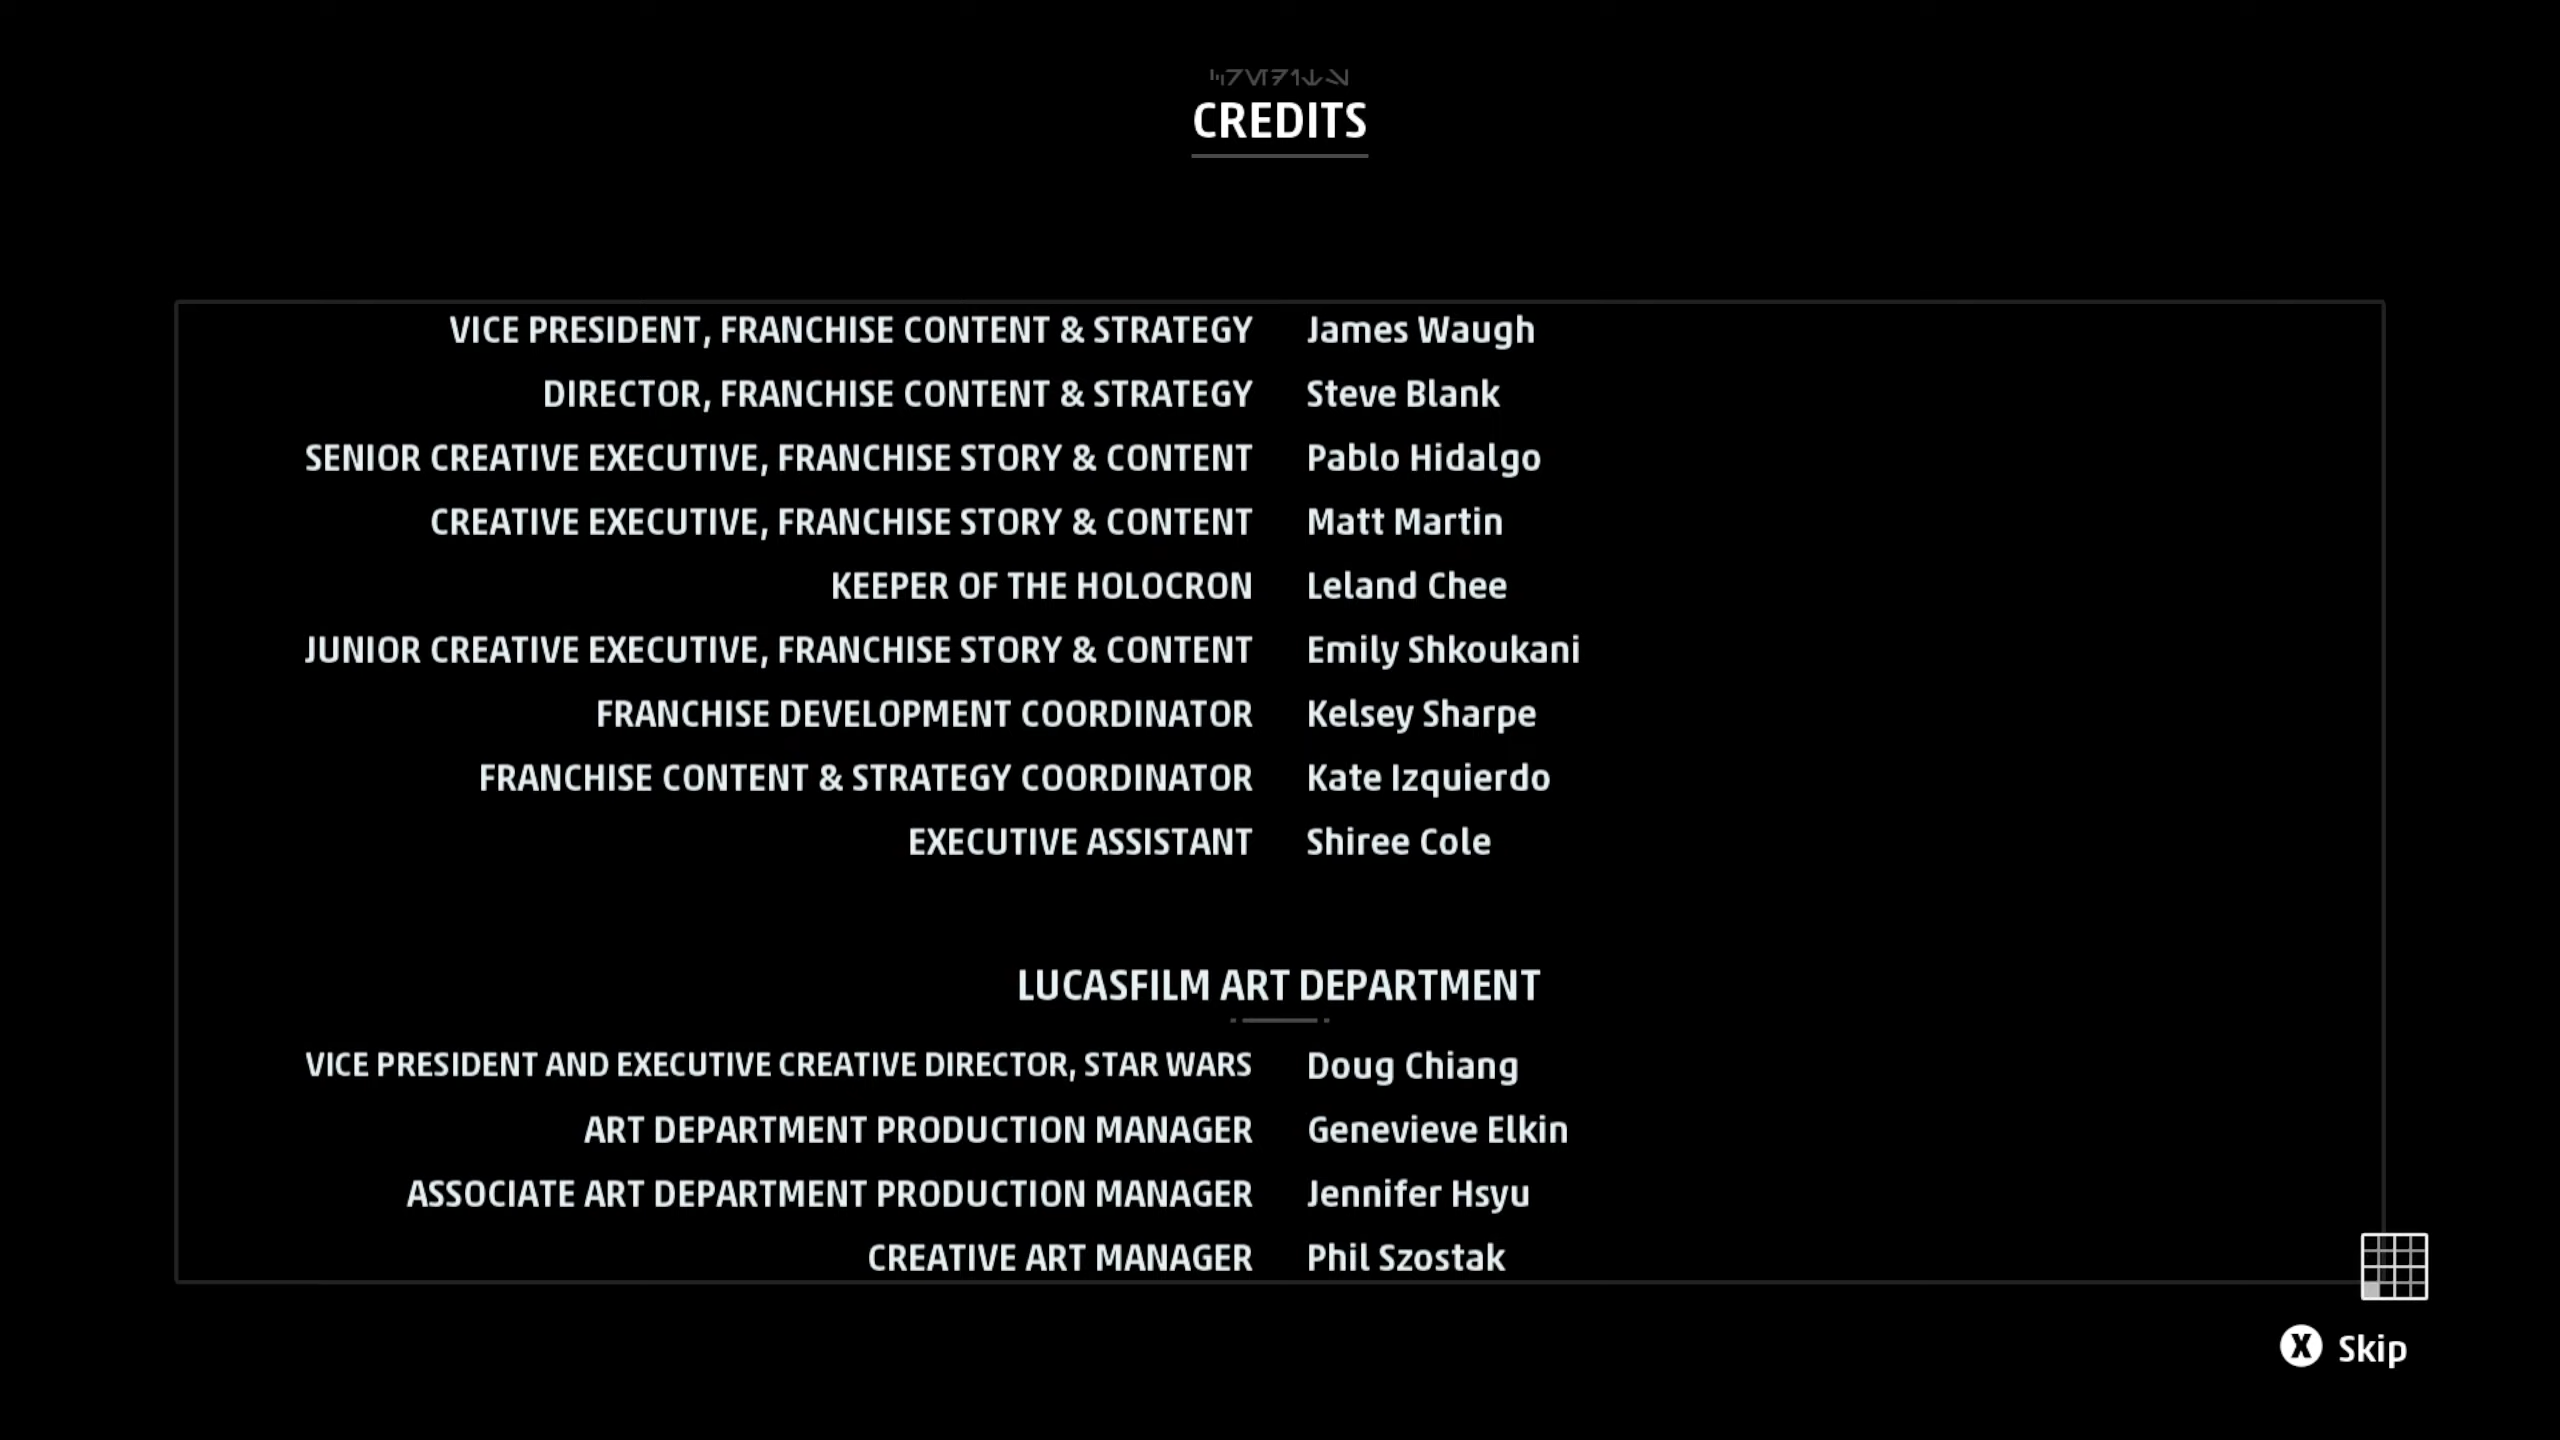 CREDITS
VICE PRESIDENT, FRANCHISE CONTENT & STRATEGY James Waugh
DIRECTOR, FRANCHISE CONTENT & STRATEGY Steve Blank
SENIOR CREATIVE EXECUTIVE, FRANCHISE STORY & CONTENT Pablo Hidalgo
CREATIVE EXECUTIVE, FRANCHISE STORY & CONTENT Matt Martin
KEEPER OF THE HOLOCRON Leland Chee
JUNIOR CREATIVE EXECUTIVE, FRANCHISE STORY & CONTENT Emily Shkoukani
FRANCHISE DEVELOPMENT COORDINATOR Kelsey Sharpe
FRANCHISE CONTENT & STRATEGY COORDINATOR Kate Izquierdo
EXECUTIVE ASSISTANT Shiree Cole
LUCASFILM ART DEPARTMENT
VICE PRESIDENT AND EXECUTIVE CREATIVE DIRECTOR, STAR WARS Doug Chiang
ART DEPARTMENT PRODUCTION MANAGER Genevieve Elkin
ASSOCIATE ART DEPARTMENT PRODUCTION MANAGER Jennifer Hsyu
CREATIVE ART MANAGER Phil Szostak
X Skip